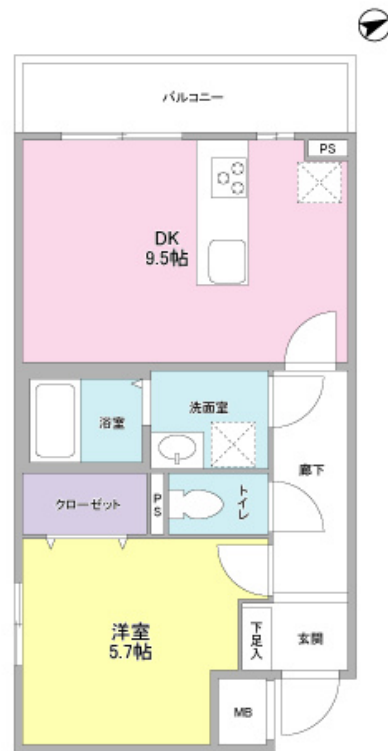 バルコニー
PS
DK
9.5帖
洗面室
浴室
廊下
クローゼット
PS
トイレ
洋室
5.7帖
下足入
玄関
MB